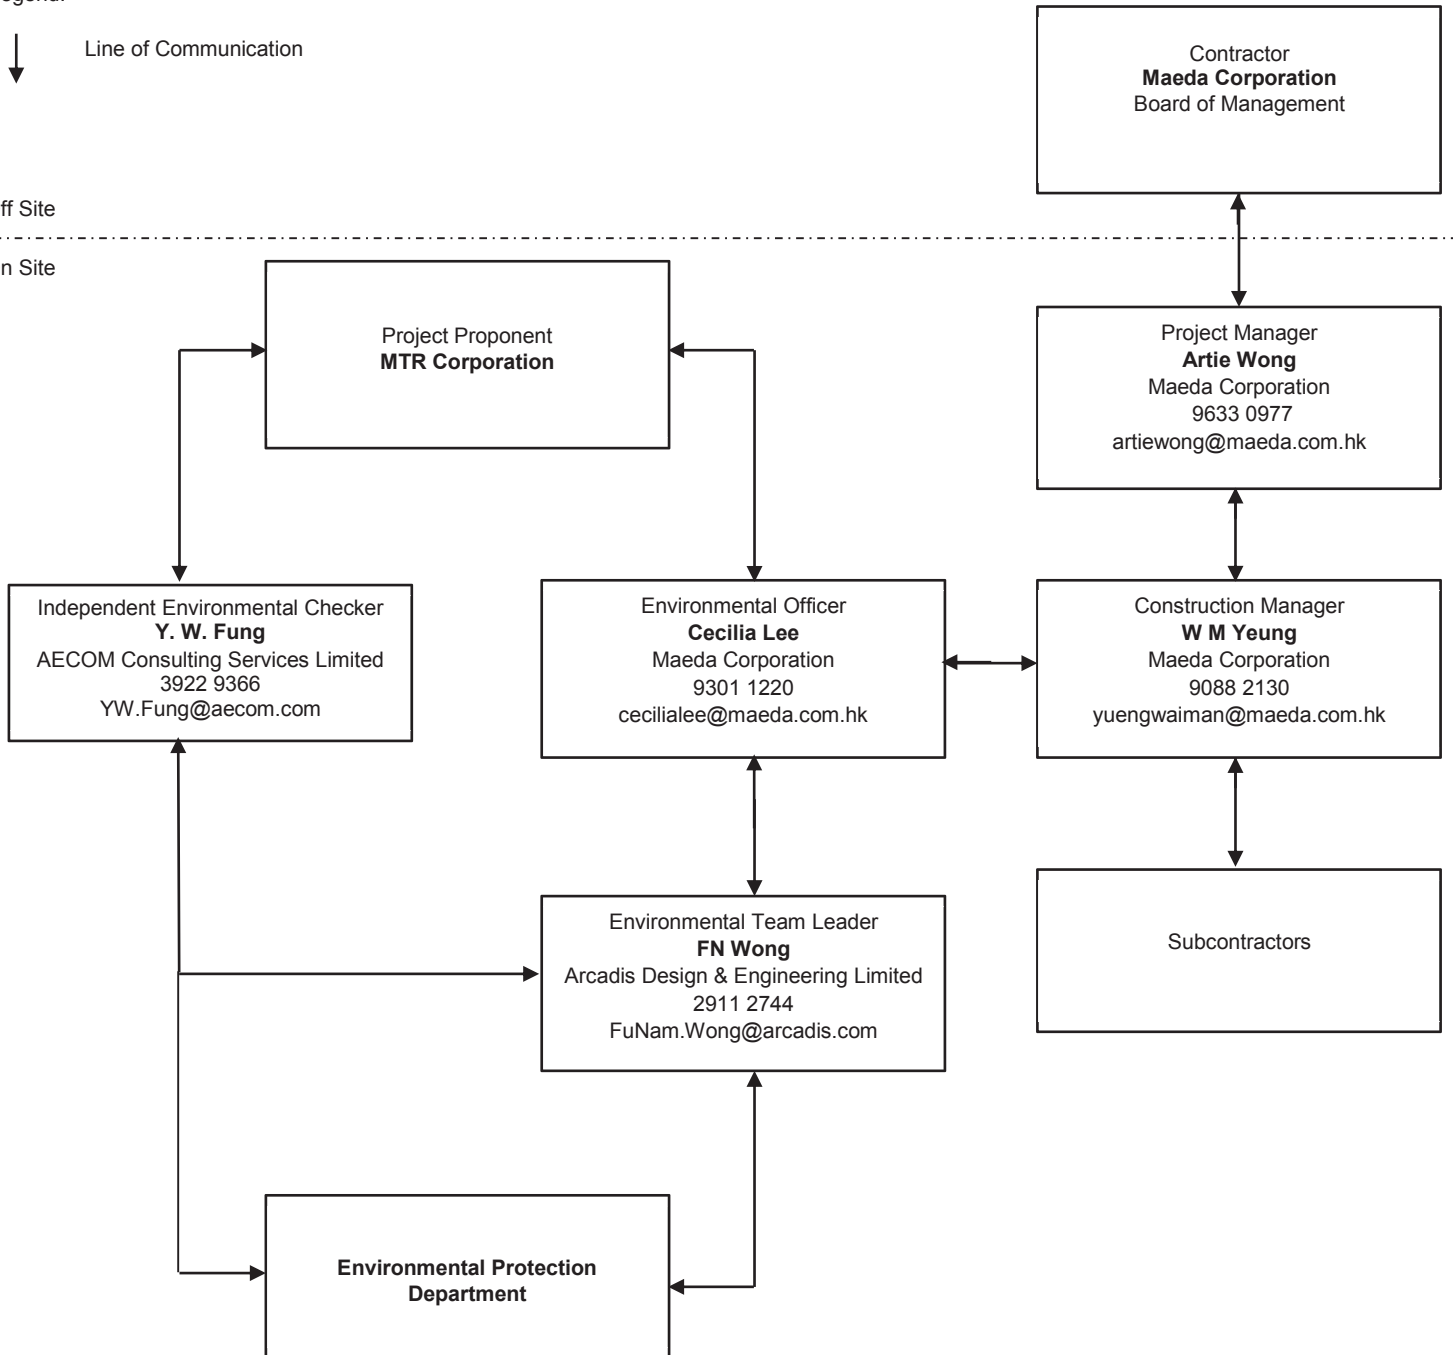 Line of Communication
Contractor
Maeda Corporation
Board of Management
ff Site
n Site
Project Proponent
MTR Corporation
Project Manager
Artie Wong
Maeda Corporation
9633 0977
artiewong@maeda.com.hk
Independent Environmental Checker
Y. W. Fung
AECOM Consulting Services Limited
3922 9366
YW.Fung@aecom.com
Environmental Officer
Cecilia Lee
Maeda Corporation
9301 1220
cecilialee@maeda.com.hk
Construction Manager
W M Yeung
Maeda Corporation
9088 2130
yuengwaiman@maeda.com.hk
Environmental Team Leader
FN Wong
Arcadis Design & Engineering Limited
2911 2744
FuNam.Wong@arcadis.com
Subcontractors
Environmental Protection
Department